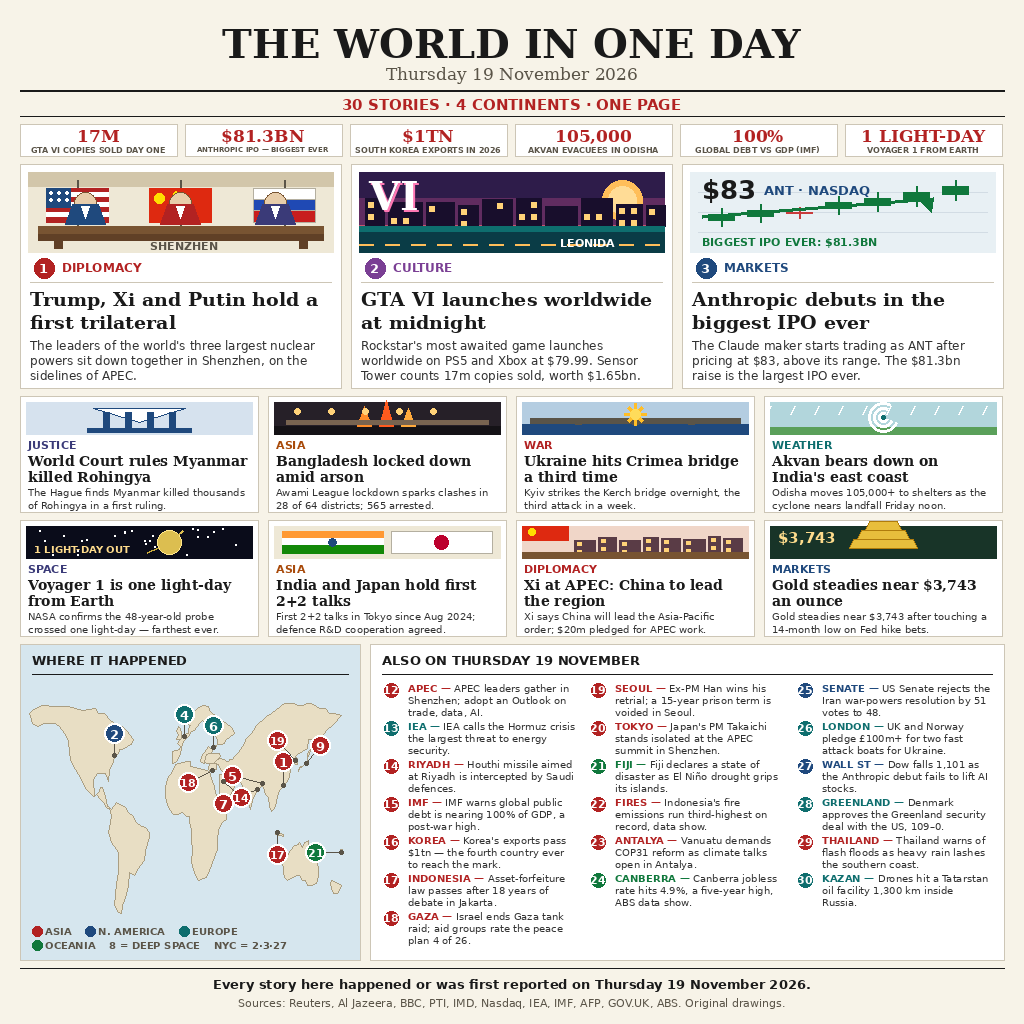 THE WORLD IN ONE DAY
Thursday 19 November 2026
30 STORIES · 4 CONTINENTS · ONE PAGE
17M
GTA VI COPIES SOLD DAY ONE
$81.3BN
ANTHROPIC IPO — BIGGEST EVER
$1TN
SOUTH KOREA EXPORTS IN 2026
105,000
AKVAN EVACUEES IN ODISHA
100%
GLOBAL DEBT VS GDP (IMF)
1 LIGHT-DAY
VOYAGER 1 FROM EARTH
SHENZHEN
1 DIPLOMACY
Trump, Xi and Putin hold a
first trilateral
The leaders of the world's three largest nuclear
powers sit down together in Shenzhen, on the
sidelines of APEC.
VI
LEONIDA
2 CULTURE
GTA VI launches worldwide
at midnight
Rockstar's most awaited game launches
worldwide on PS5 and Xbox at $79.99. Sensor
Tower counts 17m copies sold, worth $1.65bn.
$83 ANT · NASDAQ
BIGGEST IPO EVER: $81.3BN
3 MARKETS
Anthropic debuts in the
biggest IPO ever
The Claude maker starts trading as ANT after
pricing at $83, above its range. The $81.3bn
raise is the largest IPO ever.
JUSTICE
World Court rules Myanmar
killed Rohingya
The Hague finds Myanmar killed thousands
of Rohingya in a first ruling.
ASIA
Bangladesh locked down
amid arson
Awami League lockdown sparks clashes in
28 of 64 districts; 565 arrested.
WAR
Ukraine hits Crimea bridge
a third time
Kyiv strikes the Kerch bridge overnight, the
third attack in a week.
WEATHER
Akvan bears down on
India's east coast
Odisha moves 105,000+ to shelters as the
cyclone nears landfall Friday noon.
1 LIGHT-DAY OUT
SPACE
Voyager 1 is one light-day
from Earth
NASA confirms the 48-year-old probe
crossed one light-day — farthest ever.
ASIA
India and Japan hold first
2+2 talks
First 2+2 talks in Tokyo since Aug 2024;
defence R&D cooperation agreed.
DIPLOMACY
Xi at APEC: China to lead
the region
Xi says China will lead the Asia-Pacific
order; $20m pledged for APEC work.
$3,743
MARKETS
Gold steadies near $3,743
an ounce
Gold steadies near $3,743 after touching a
14-month low on Fed hike bets.
WHERE IT HAPPENED
4
2
6
19
9
1
18
5
14
7
17
21
ASIA N. AMERICA EUROPE
OCEANIA 8 = DEEP SPACE NYC = 2·3·27
ALSO ON THURSDAY 19 NOVEMBER
12 APEC — APEC leaders gather in
Shenzhen; adopt an Outlook on
trade, data, AI.
13 IEA — IEA calls the Hormuz crisis
the largest threat to energy
security.
14 RIYADH — Houthi missile aimed
at Riyadh is intercepted by Saudi
defences.
15 IMF — IMF warns global public
debt is nearing 100% of GDP, a
post-war high.
16 KOREA — Korea's exports pass
$1tn — the fourth country ever
to reach the mark.
17 INDONESIA — Asset-forfeiture
law passes after 18 years of
debate in Jakarta.
18 GAZA — Israel ends Gaza tank
raid; aid groups rate the peace
plan 4 of 26.
19 SEOUL — Ex-PM Han wins his
retrial; a 15-year prison term is
voided in Seoul.
20 TOKYO — Japan's PM Takaichi
stands isolated at the APEC
summit in Shenzhen.
21 FIJI — Fiji declares a state of
disaster as El Niño drought grips
its islands.
22 FIRES — Indonesia's fire
emissions run third-highest on
record, data show.
23 ANTALYA — Vanuatu demands
COP31 reform as climate talks
open in Antalya.
24 CANBERRA — Canberra jobless
rate hits 4.9%, a five-year high,
ABS data show.
25 SENATE — US Senate rejects the
Iran war-powers resolution by 51
votes to 48.
26 LONDON — UK and Norway
pledge £100m+ for two fast
attack boats for Ukraine.
27 WALL ST — Dow falls 1,101 as
the Anthropic debut fails to lift AI
stocks.
28 GREENLAND — Denmark
approves the Greenland security
deal with the US, 109–0.
29 THAILAND — Thailand warns of
flash floods as heavy rain lashes
the southern coast.
30 KAZAN — Drones hit a Tatarstan
oil facility 1,300 km inside
Russia.
Every story here happened or was first reported on Thursday 19 November 2026.
Sources: Reuters, Al Jazeera, BBC, PTI, IMD, Nasdaq, IEA, IMF, AFP, GOV.UK, ABS. Original drawings.